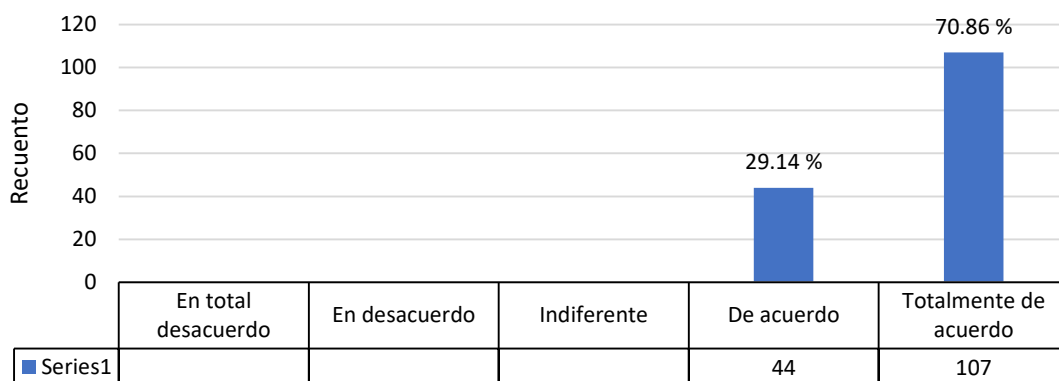 120
100
80
60
40
20
0
Recuento
29.14 %
70.86 %
En total
desacuerdo
En desacuerdo
Indiferente
De acuerdo
Totalmente de
acuerdo
Series1
44
107